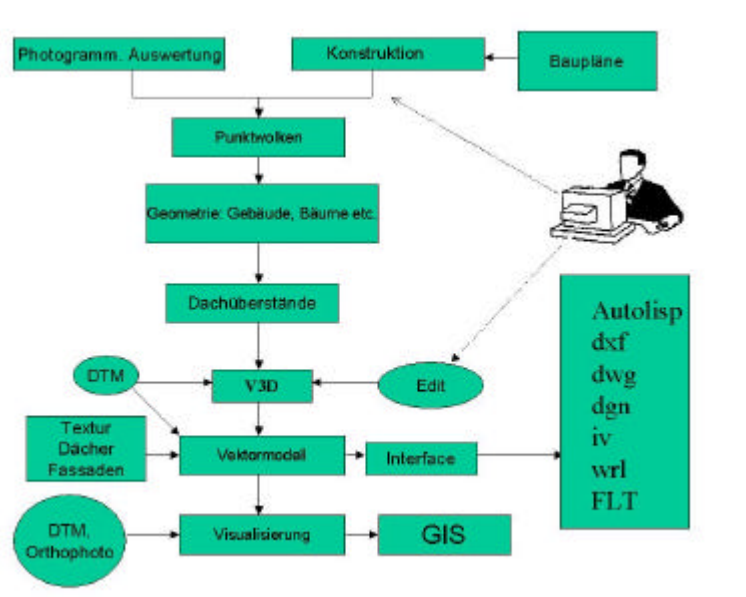 Photogramm. Auswertung
Konstruktion
Baupläne
Punktwolken
Geometrie: Gebäude, Bäume etc.
Dachüberstände
DTM
V3D
Edit
Textur
Dächer
Fassaden
Vektormodell
Interface
Autolisp
dxf
dwg
dgn
iv
wrl
FLT
DTM,
Orthophoto
Visualisierung
GIS